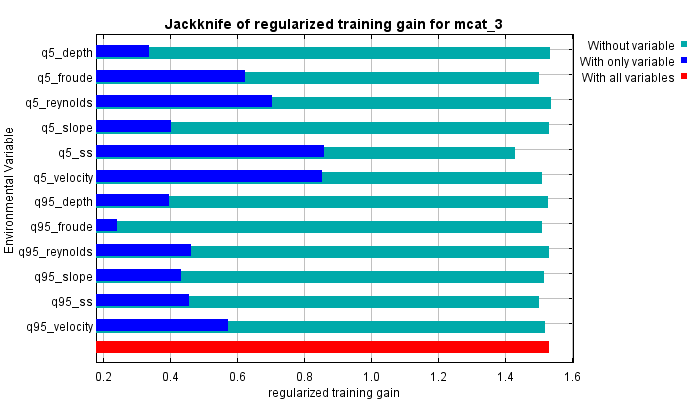 Jackknife of regularized training gain for mcat_3
Without variable
With only variable
With all variables
Environmental Variable
q5_depth
q5_froude
q5_reynolds
q5_slope
q5_ss
q5_velocity
q95_depth
q95_froude
q95_reynolds
q95_slope
q95_ss
q95_velocity
0.2 0.4 0.6 0.8 1.0 1.2 1.4 1.6
regularized training gain